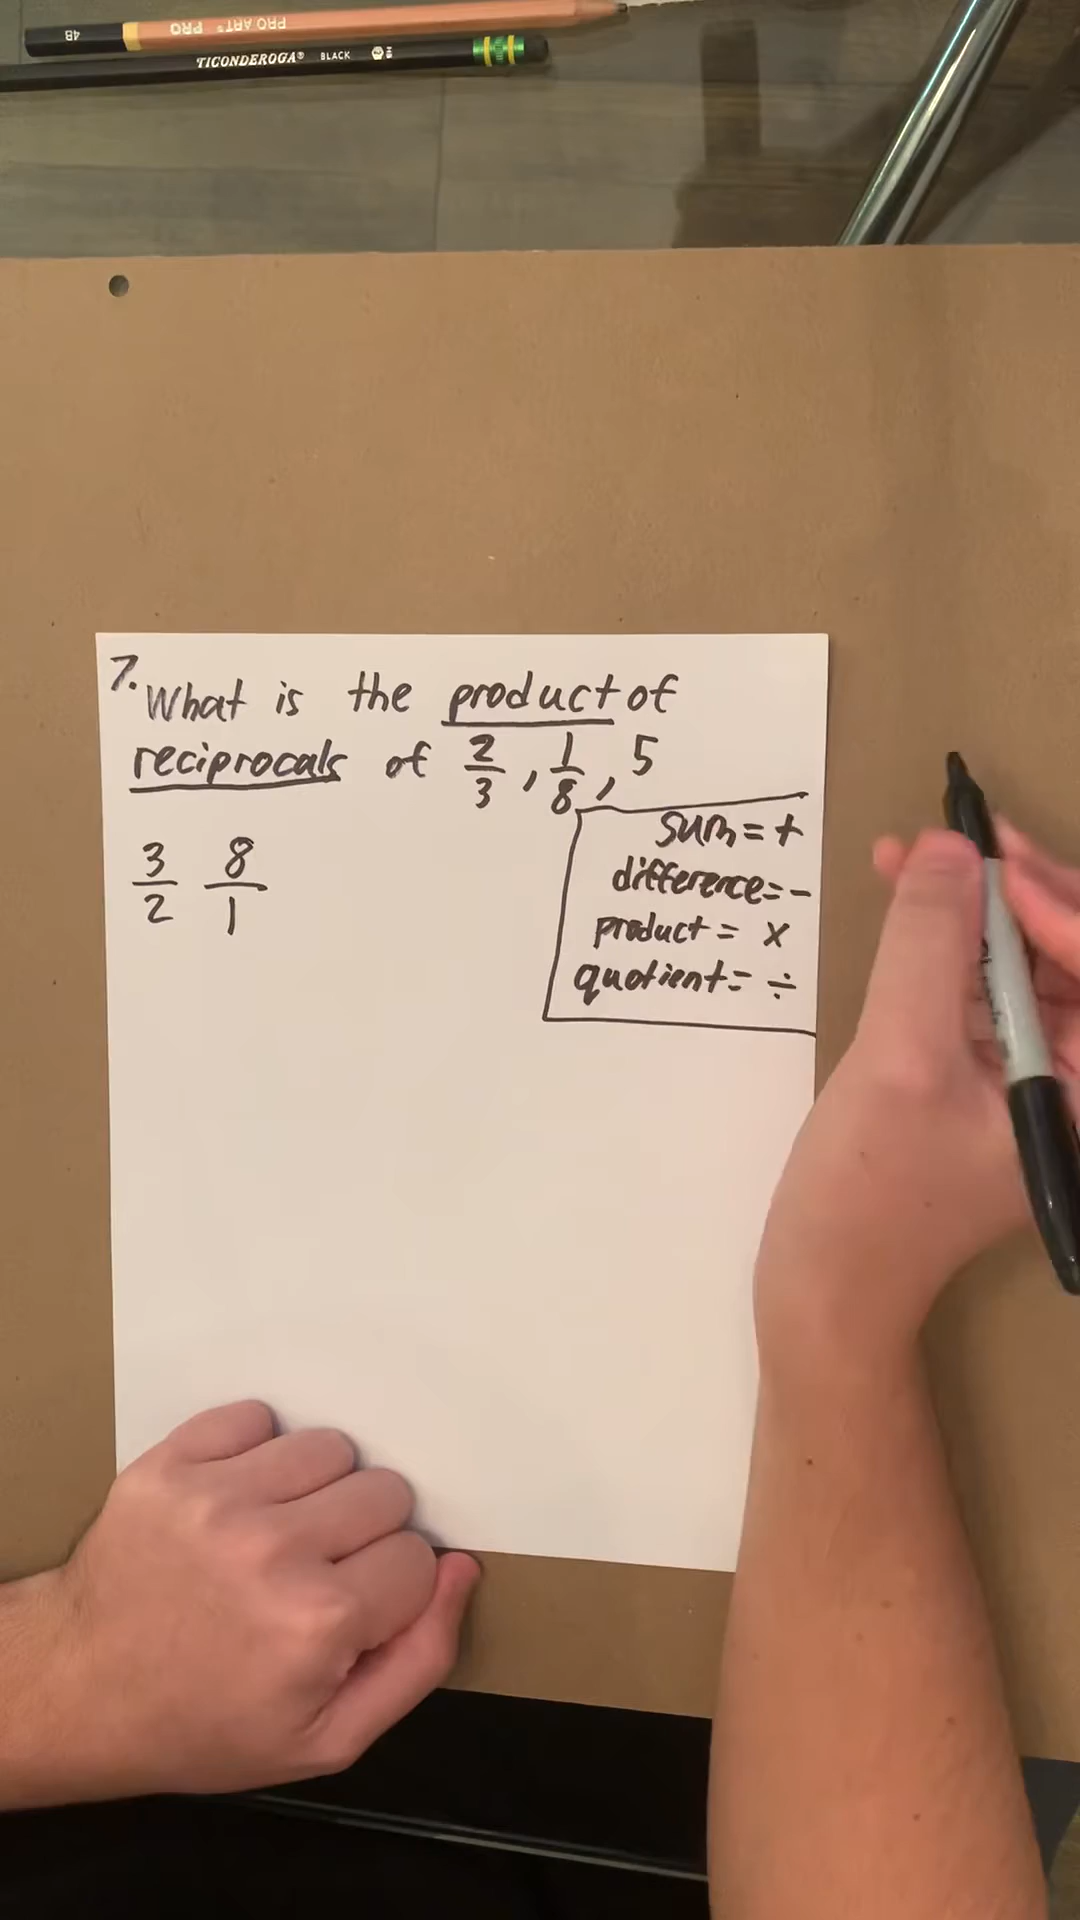 4B PRO ART® PRO
TICONDEROGA® BLACK HB
7. What is the product of
reciprocals of 2/3, 1/8, 5
3/2 8/1
sum = +
difference = -
product = x
quotient = ÷